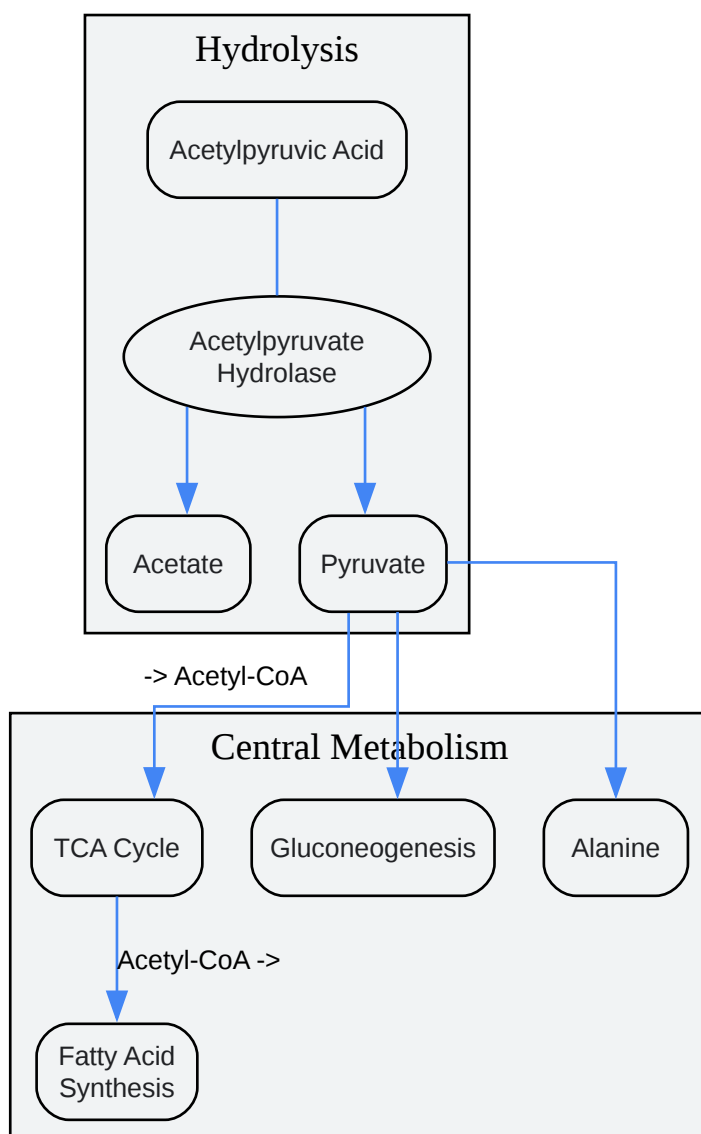 Hydrolysis
Acetylpyruvic Acid
Acetylpyruvate
Hydrolase
Acetate
Pyruvate
-> Acetyl-CoA
Central Metabolism
TCA Cycle
Gluconeogenesis
Alanine
Acetyl-CoA ->
Fatty Acid
Synthesis